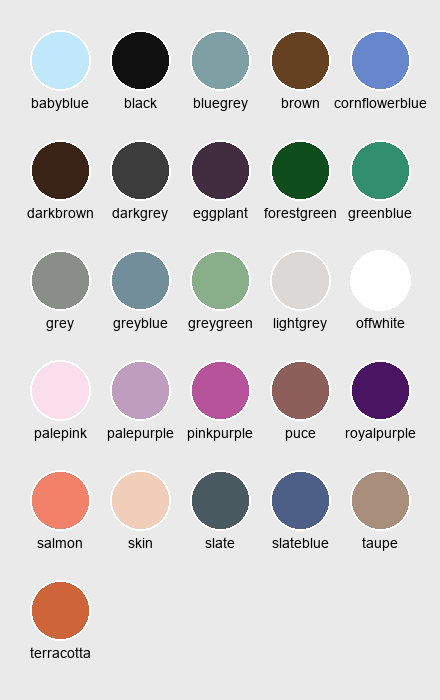 babyblue black bluegrey brown cornflowerblue
darkbrown darkgrey eggplant forestgreen greenblue
grey greyblue greygreen lightgrey offwhite
palepink palepurple pinkpurple puce royalpurple
salmon skin slate slateblue taupe
terracotta